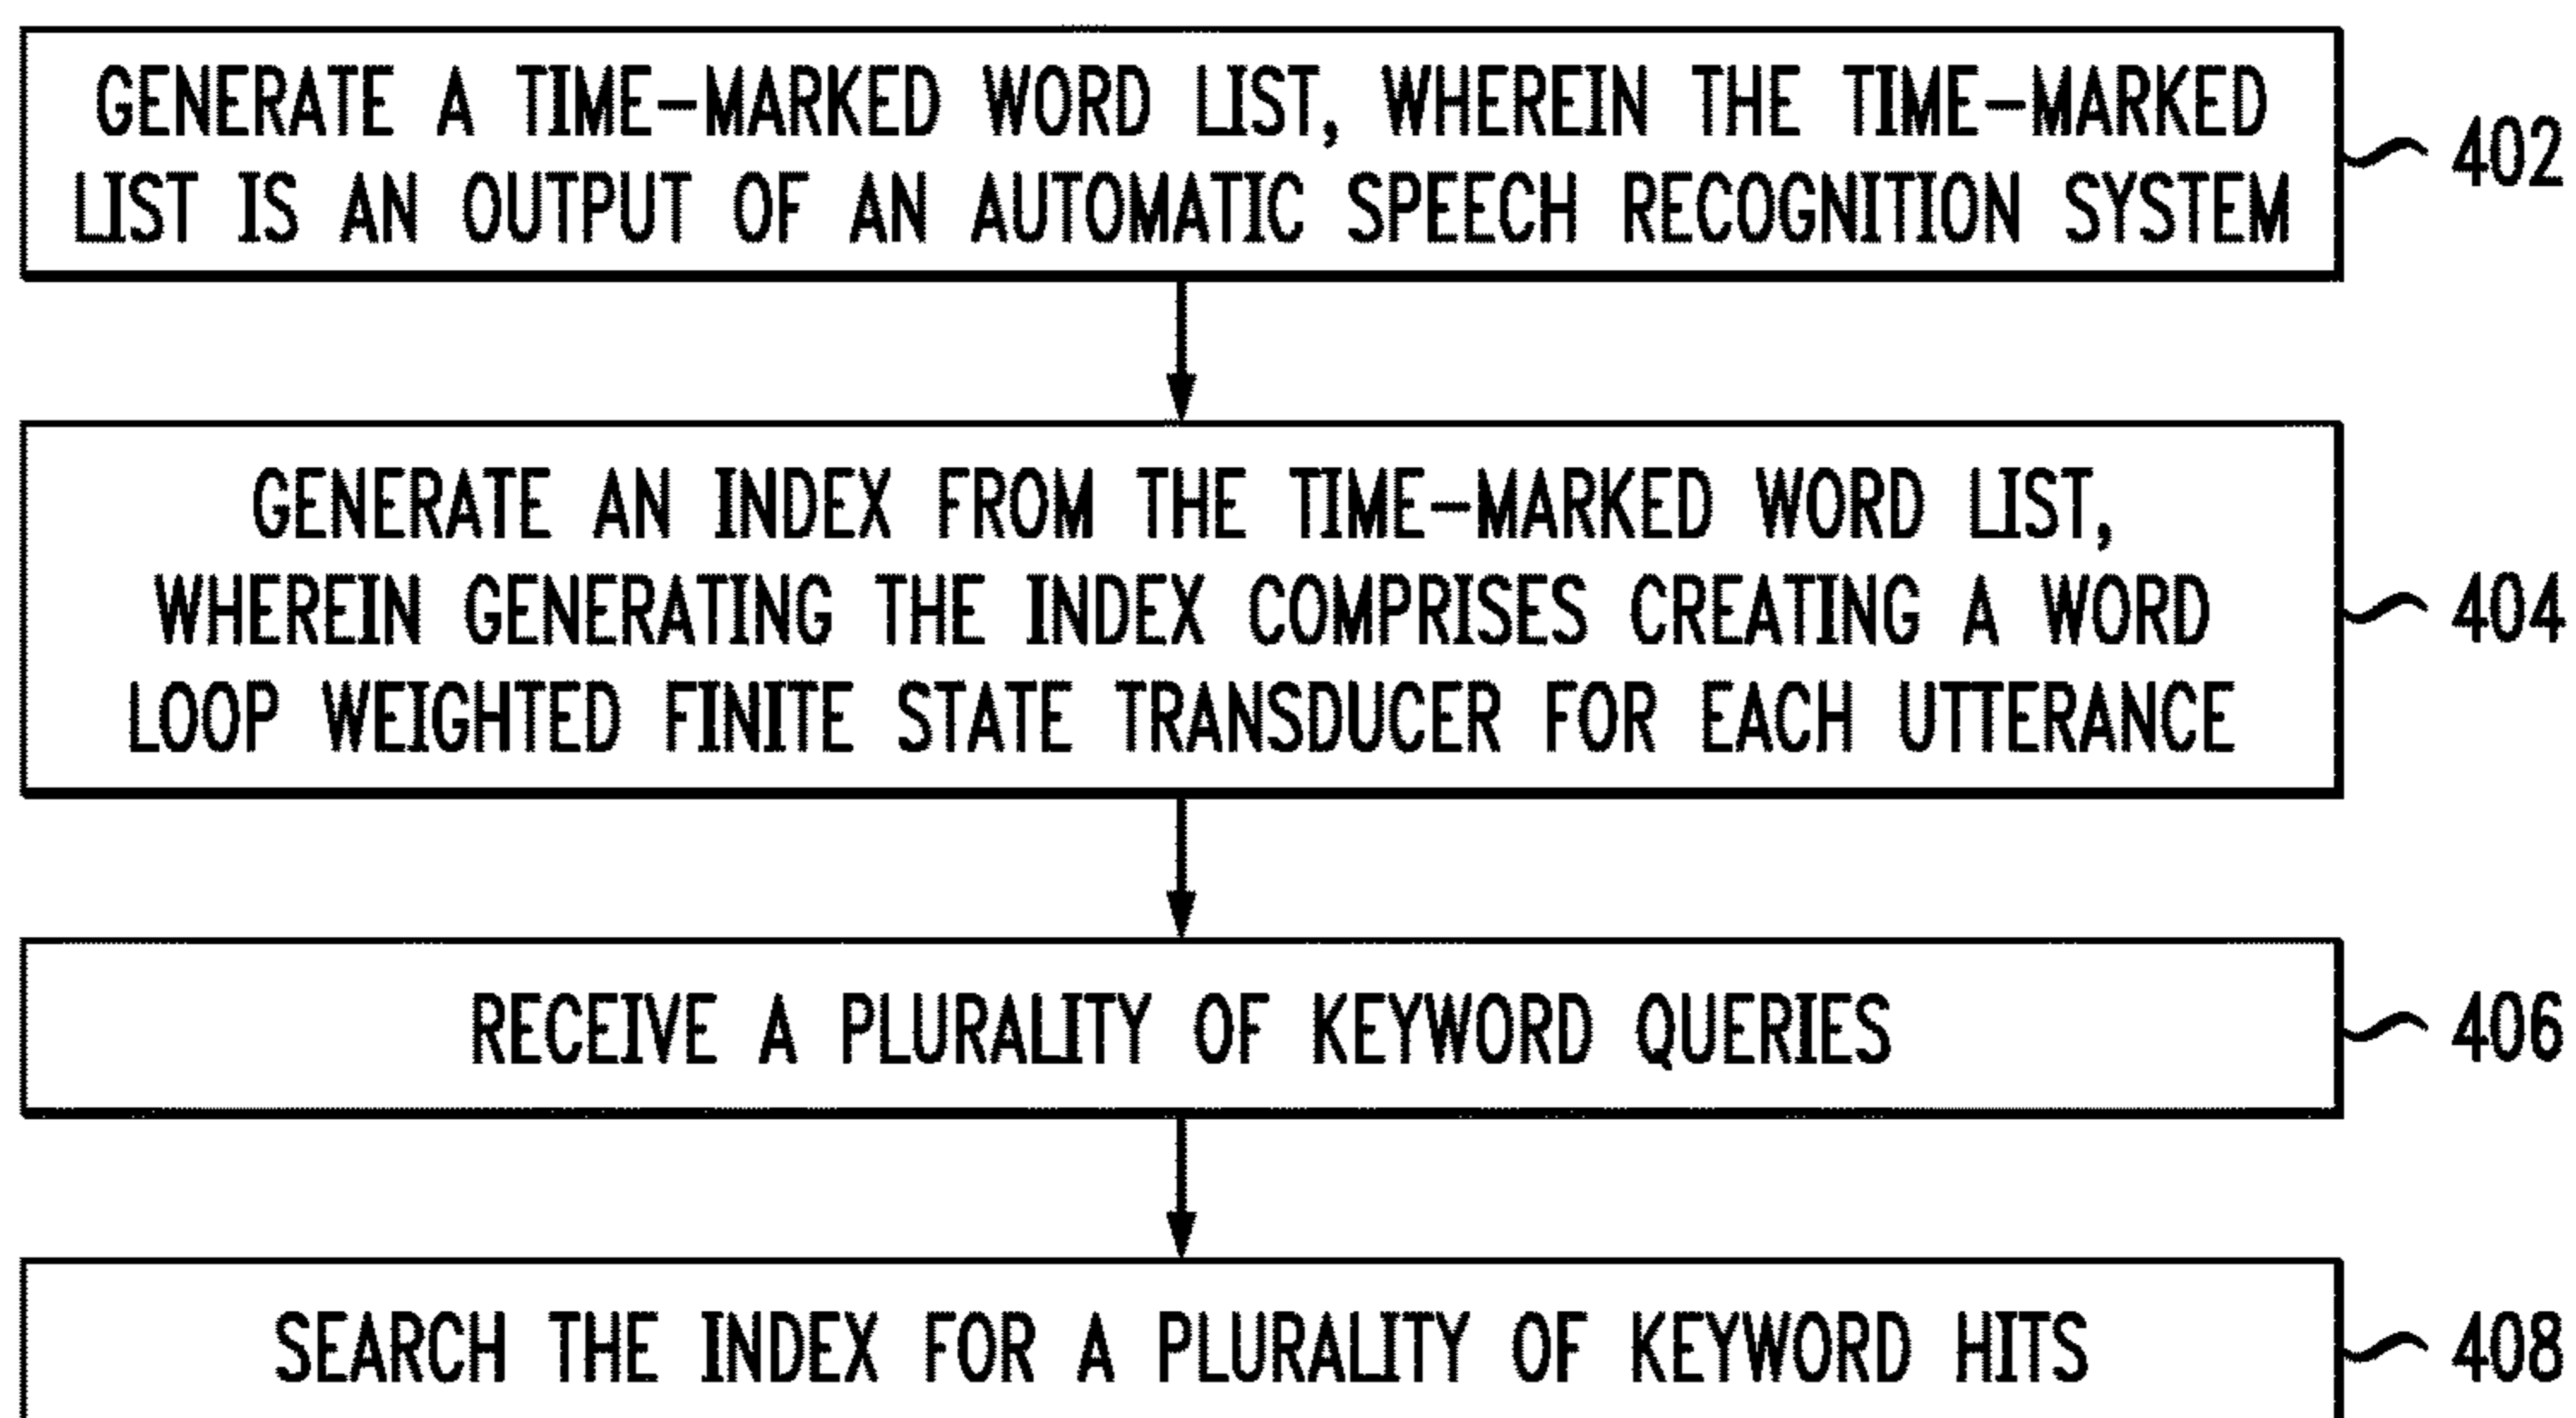 GENERATE A TIME-MARKED WORD LIST, WHEREIN THE TIME-MARKED
LIST IS AN OUTPUT OF AN AUTOMATIC SPEECH RECOGNITION SYSTEM
402
GENERATE AN INDEX FROM THE TIME-MARKED WORD LIST,
WHEREIN GENERATING THE INDEX COMPRISES CREATING A WORD
LOOP WEIGHTED FINITE STATE TRANSDUCER FOR EACH UTTERANCE
404
RECEIVE A PLURALITY OF KEYWORD QUERIES
406
SEARCH THE INDEX FOR A PLURALITY OF KEYWORD HITS
408